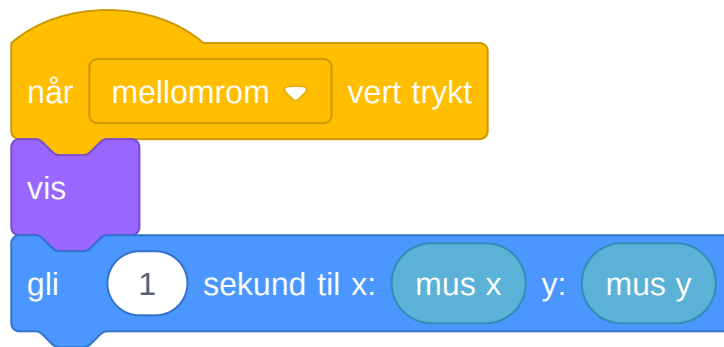 når mellomrom vert trykt
vis
gli 1 sekund til x: mus x y: mus y